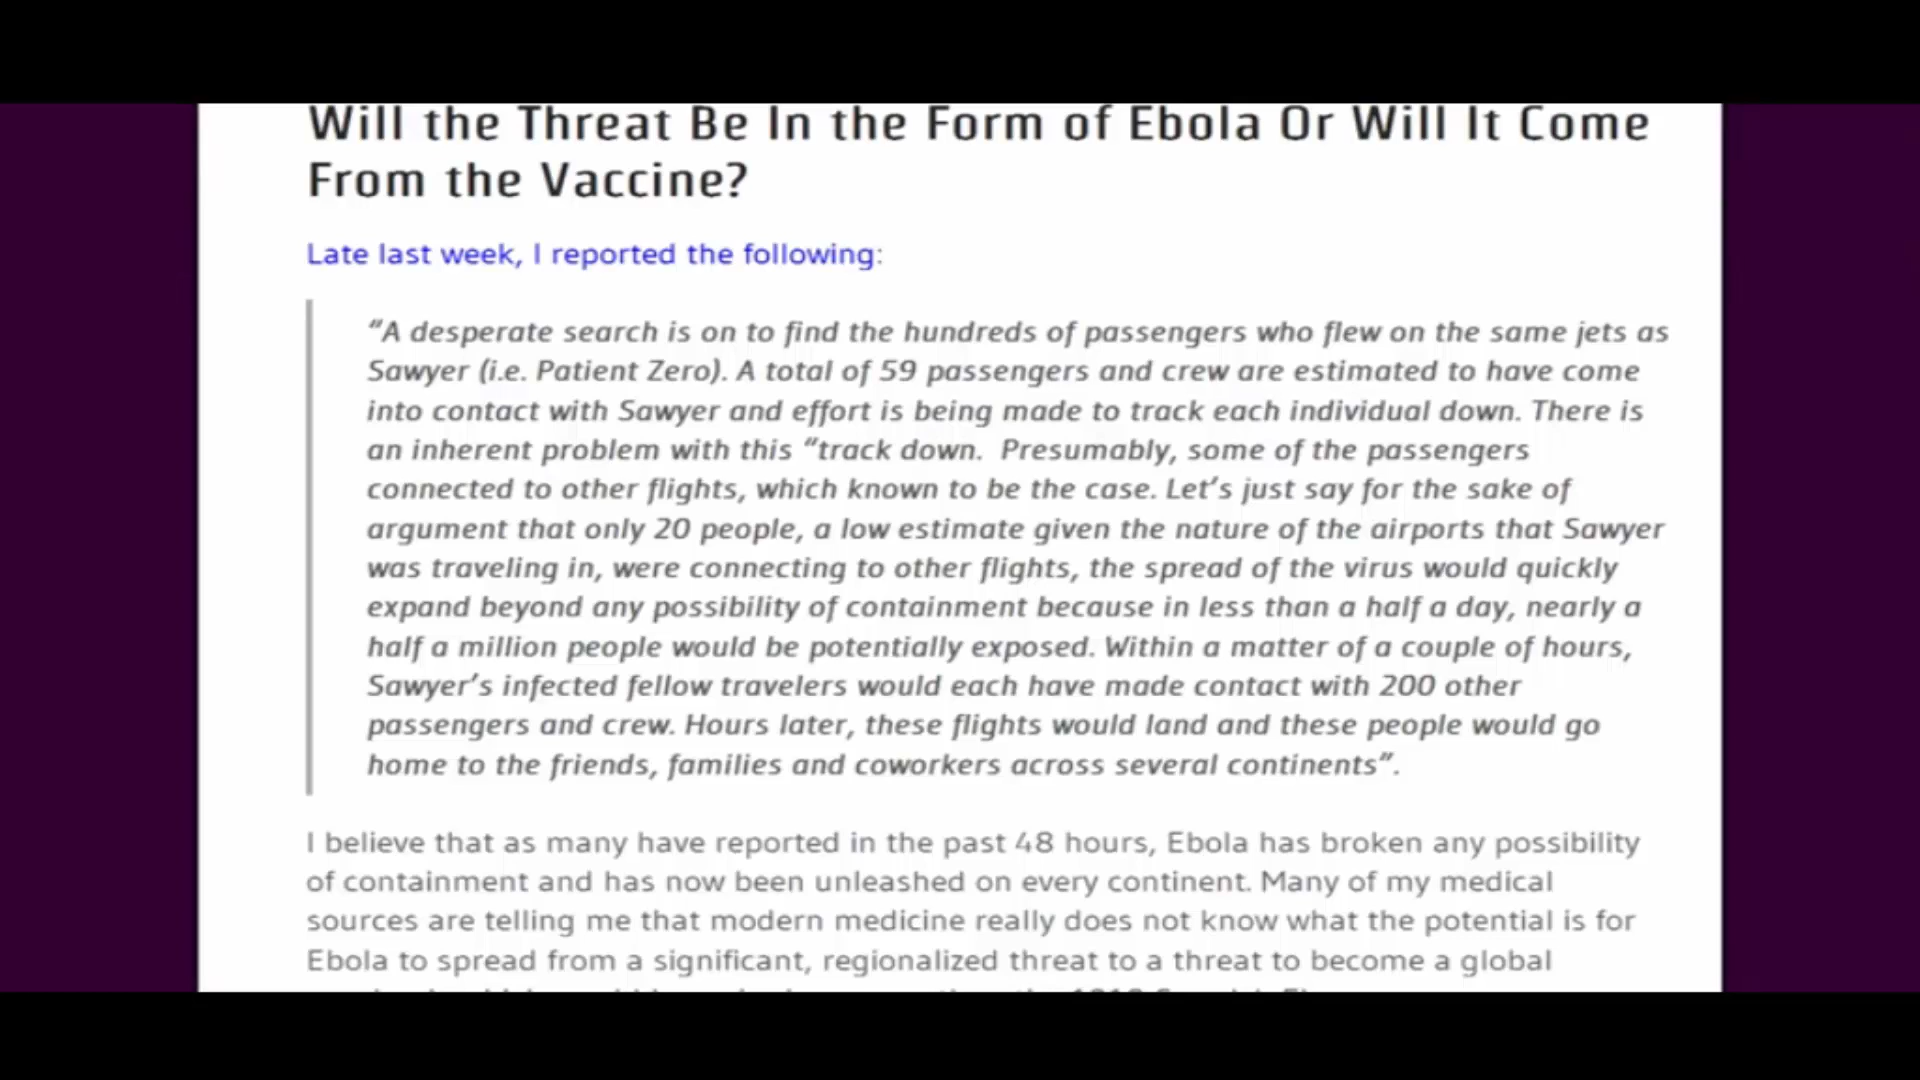 Will the Threat Be In the Form of Ebola Or Will It Come
From the Vaccine?
Late last week, I reported the following:
“A desperate search is on to find the hundreds of passengers who flew on the same jets as
Sawyer (i.e. Patient Zero). A total of 59 passengers and crew are estimated to have come
into contact with Sawyer and effort is being made to track each individual down. There is
an inherent problem with this “track down.  Presumably, some of the passengers
connected to other flights, which known to be the case. Let’s just say for the sake of
argument that only 20 people, a low estimate given the nature of the airports that Sawyer
was traveling in, were connecting to other flights, the spread of the virus would quickly
expand beyond any possibility of containment because in less than a half a day, nearly a
half a million people would be potentially exposed. Within a matter of a couple of hours,
Sawyer’s infected fellow travelers would each have made contact with 200 other
passengers and crew. Hours later, these flights would land and these people would go
home to the friends, families and coworkers across several continents”.
I believe that as many have reported in the past 48 hours, Ebola has broken any possibility
of containment and has now been unleashed on every continent. Many of my medical
sources are telling me that modern medicine really does not know what the potential is for
Ebola to spread from a significant, regionalized threat to a threat to become a global